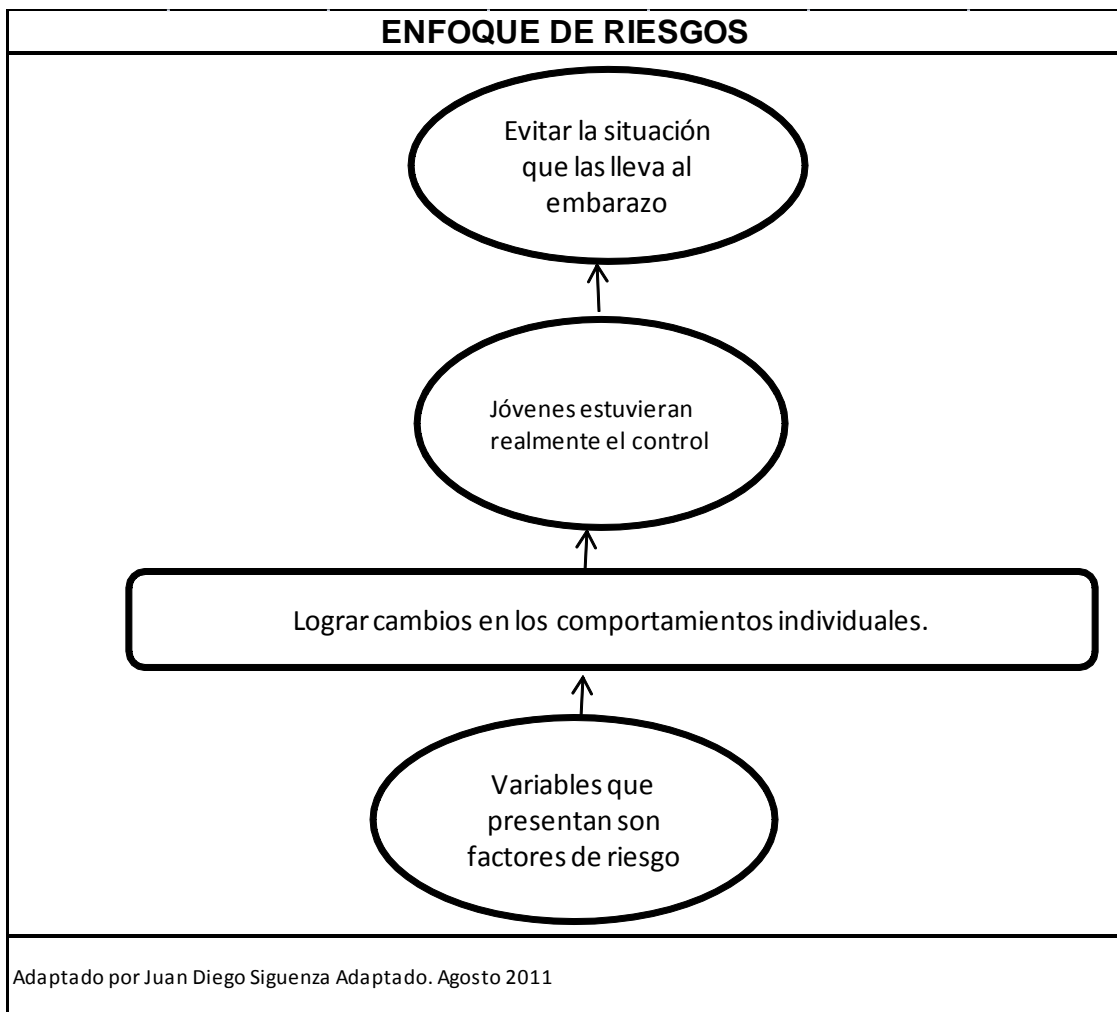 ENFOQUE DE RIESGOS
Evitar la situación
que las lleva al
embarazo
Jóvenes estuvieran
realmente el control
Lograr cambios en los comportamientos individuales.
Variables que
presentan son
factores de riesgo
Adaptado por Juan Diego Siguenza Adaptado. Agosto 2011